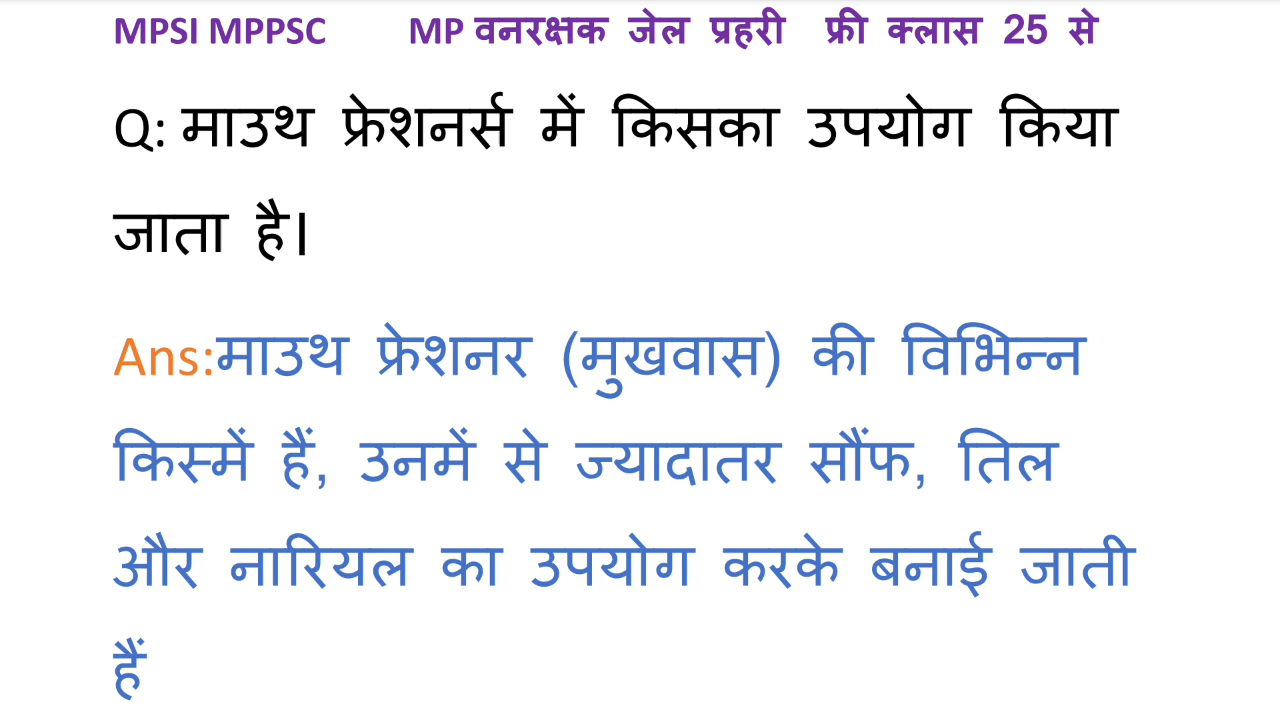 MPSI MPPSC MP वनरक्षक जेल प्रहरी फ्री क्लास 25 से
Q: माउथ फ्रेशनर्स में किसका उपयोग किया
जाता है।
Ans:माउथ फ्रेशनर (मुखवास) की विभिन्न
किस्में हैं, उनमें से ज्यादातर सौंफ, तिल
और नारियल का उपयोग करके बनाई जाती
हैं